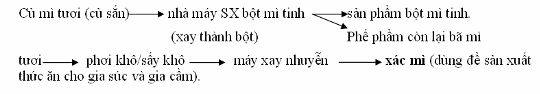 Củ mì tươi (củ sắn) nhà máy SX bột mì tinh sản phẩm bột mì tinh.
(xay thành bột) Phế phẩm còn lại bã mì
tươi phơi khô/sấy khô máy xay nhuyễn xác mì (dùng để sản xuất
thức ăn cho gia súc và gia cầm).